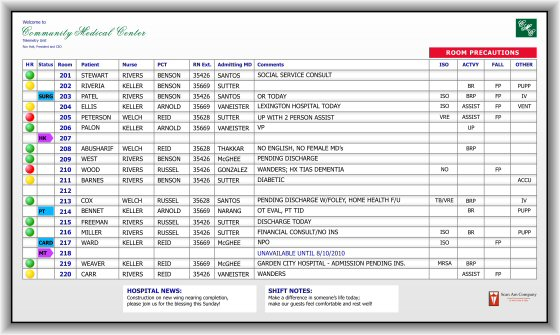 Welcome to
Community Medical Center
Telemetry Unit
ROOM PRECAUTIONS
HR Status Room Patient Nurse PCT RN Ext. Admitting MD Comments ISO ACTVY FALL OTHER
201 STEWART RIVERS BENSON 35426 SANTOS SOCIAL SERVICE CONSULT
202 RIVERIA KELLER BENSON 35669 SUTTER BR FP PUPP
SURG 203 PATEL RIVERS BENSON 35426 SANTOS OR TODAY ISO BRP FP IV
204 ELLIS KELLER ARNOLD 35669 VANEISTER LEXINGTON HOSPITAL TODAY ISO ASSIST FP VENT
205 PETERSON WELCH REID 35628 SUTTER UP WITH 2 PERSON ASSIST VRE ASSIST FP
206 PALON KELLER ARNOLD 35669 VANEISTER VP UP
HK 207
208 ABUSHARIF WELCH REID 35628 THAKKAR NO ENGLISH, NO FEMALE MD's BRP
209 WEST RIVERS BENSON 35426 McGHEE PENDING DISCHARGE
210 WOOD RIVERS RUSSEL 35426 GONZALEZ WANDERS; HX TIAS DEMENTIA NO FP
211 BARNES RIVERS BENSON 35426 SUTTER DIABETIC ACCU
212
213 COX WELCH RUSSEL 35628 SANTOS PENDING DISCHARGE W/FOLEY, HOME HEALTH F/U TB/VRE BRP IV
PT 214 BENNET KELLER ARNOLD 35669 NARANG OT EVAL, PT TID BR PUPP
215 FREEMAN RIVERS RUSSEL 35426 SUTTER DISCHARGE TODAY
216 MILLER RIVERS RUSSEL 35426 SUTTER FINANCIAL CONSULT/NO INS ISO BR FP PUPP
CARD 217 WARD KELLER REID 35669 McGHEE NPO ISO FP
MT 218 UNAVAILABLE UNTIL 8/10/2010
219 WEAVER KELLER REID 35669 McGHEE GARDEN CITY HOSPITAL - ADMISSION PENDING INS. MRSA BRP
220 CARR RIVERS REID 35426 VANEISTER WANDERS ASSIST FP
HOSPITAL NEWS:
Construction on new wing nearing completion,
please join us for the blessing this Sunday!
SHIFT NOTES:
Make a difference in someone's life today;
make our guests feel comfortable and rest well!